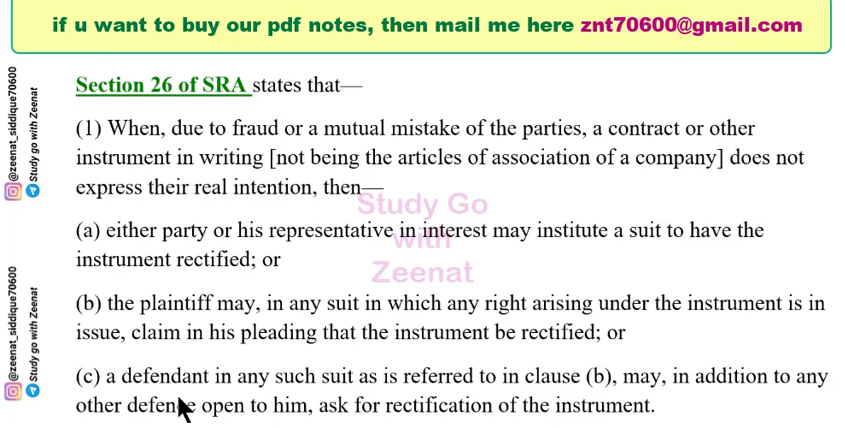 if u want to buy our pdf notes, then mail me here znt70600@gmail.com
@zeenat_siddique70600
Study go with Zeenat
Section 26 of SRA states that—
(1) When, due to fraud or a mutual mistake of the parties, a contract or other
instrument in writing [not being the articles of association of a company] does not
express their real intention, then—
Study Go
with
Zeenat
(a) either party or his representative in interest may institute a suit to have the
instrument rectified; or
@zeenat_siddique70600
Study go with Zeenat
(b) the plaintiff may, in any suit in which any right arising under the instrument is in
issue, claim in his pleading that the instrument be rectified; or
(c) a defendant in any such suit as is referred to in clause (b), may, in addition to any
other defence open to him, ask for rectification of the instrument.